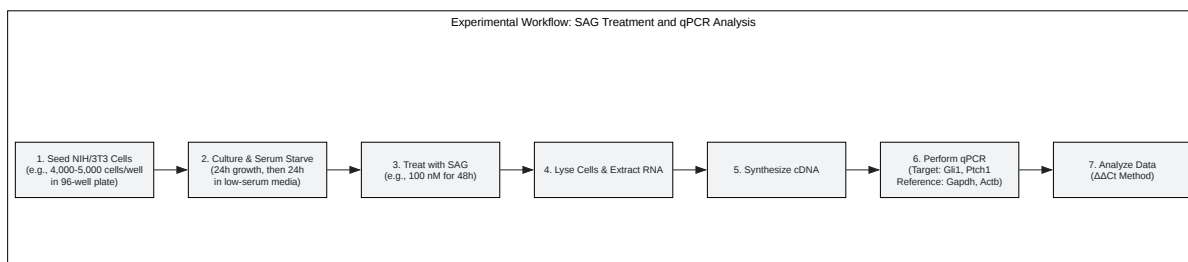 Experimental Workflow: SAG Treatment and qPCR Analysis
1. Seed NIH/3T3 Cells
(e.g., 4,000-5,000 cells/well
in 96-well plate)
2. Culture & Serum Starve
(24h growth, then 24h
in low-serum media)
3. Treat with SAG
(e.g., 100 nM for 48h)
4. Lyse Cells & Extract RNA
5. Synthesize cDNA
6. Perform qPCR
(Target: Gli1, Ptch1
Reference: Gapdh, Actb)
7. Analyze Data
(ΔΔCt Method)